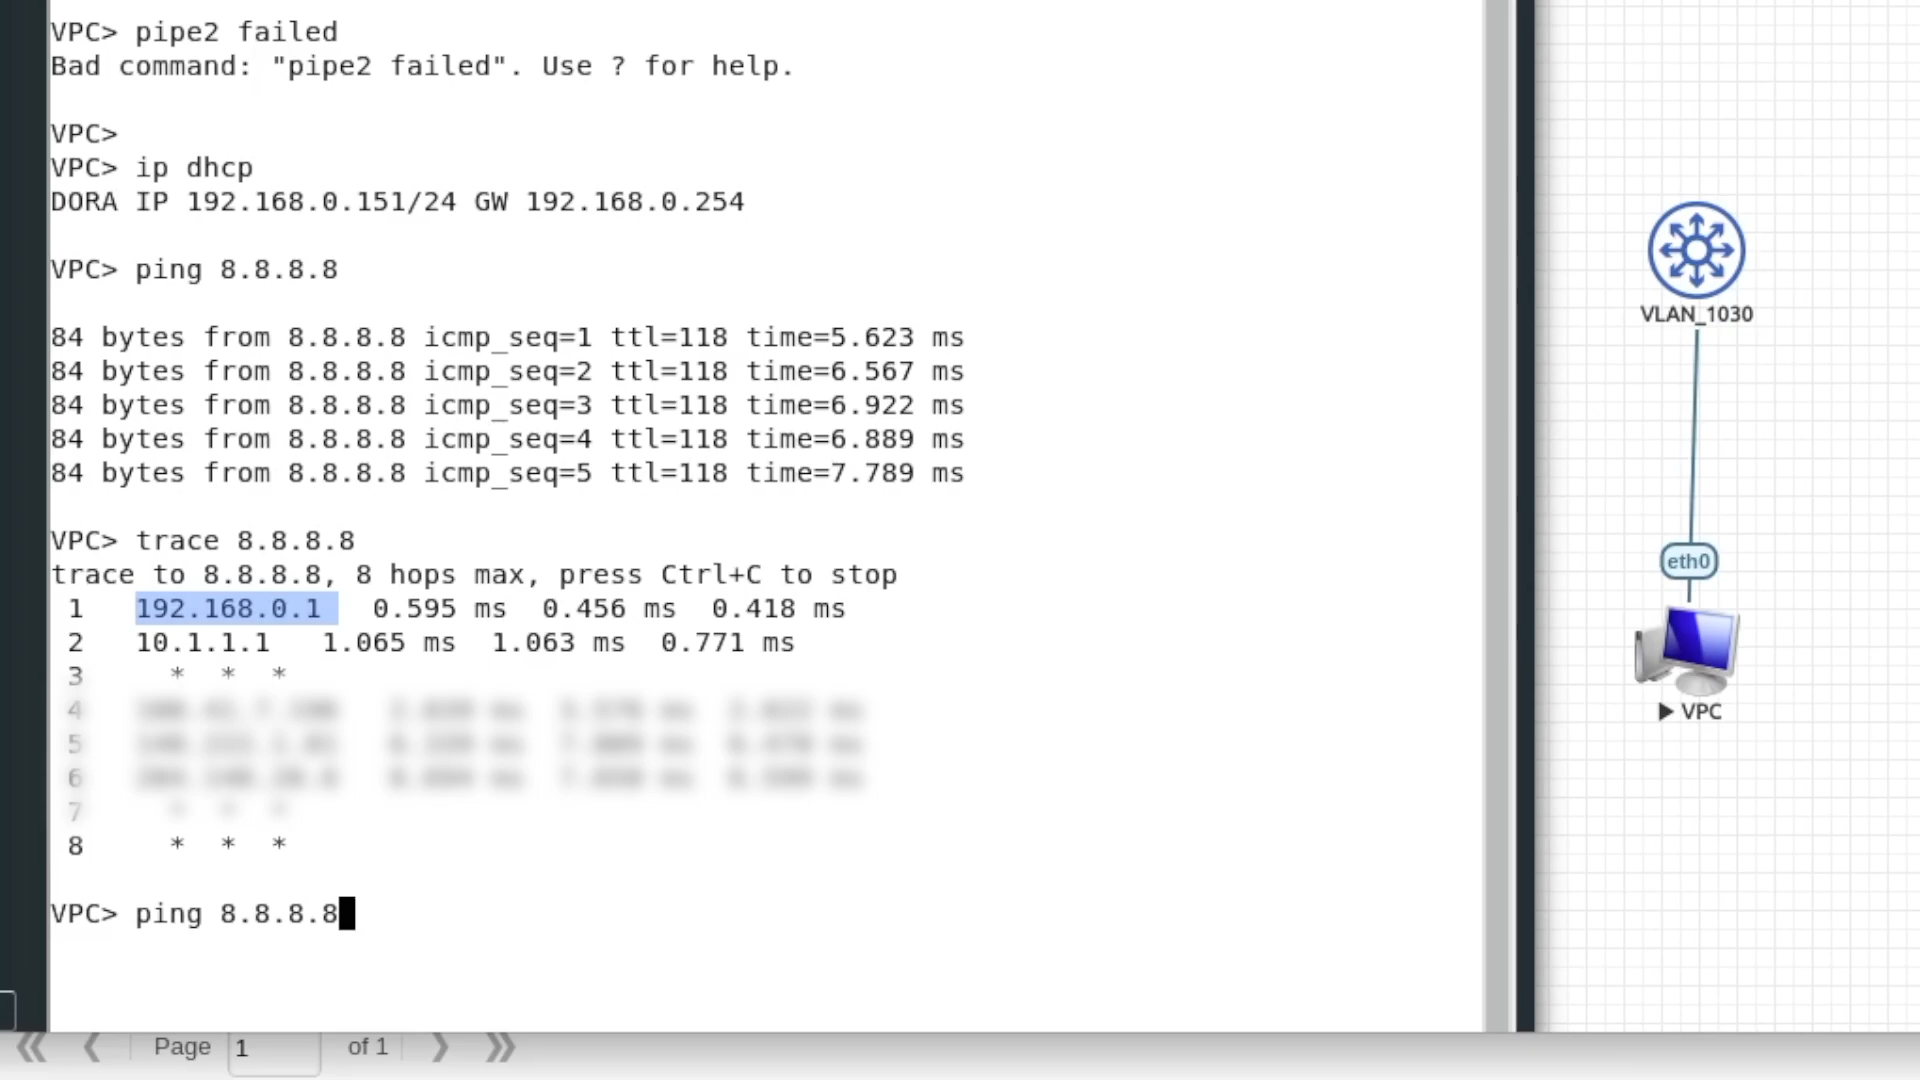 VPC> pipe2 failed
Bad command: "pipe2 failed". Use ? for help.
VPC>
VPC> ip dhcp
DORA IP 192.168.0.151/24 GW 192.168.0.254
VPC> ping 8.8.8.8
84 bytes from 8.8.8.8 icmp_seq=1 ttl=118 time=5.623 ms
84 bytes from 8.8.8.8 icmp_seq=2 ttl=118 time=6.567 ms
84 bytes from 8.8.8.8 icmp_seq=3 ttl=118 time=6.922 ms
84 bytes from 8.8.8.8 icmp_seq=4 ttl=118 time=6.889 ms
84 bytes from 8.8.8.8 icmp_seq=5 ttl=118 time=7.789 ms
VPC> trace 8.8.8.8
trace to 8.8.8.8, 8 hops max, press Ctrl+C to stop
1 192.168.0.1 0.595 ms 0.456 ms 0.418 ms
2 10.1.1.1 1.065 ms 1.063 ms 0.771 ms
3 * * *
4
5
6
7 * * *
8 * * *
VPC> ping 8.8.8.8
Page 1 of 1
VLAN_1030
eth0
VPC